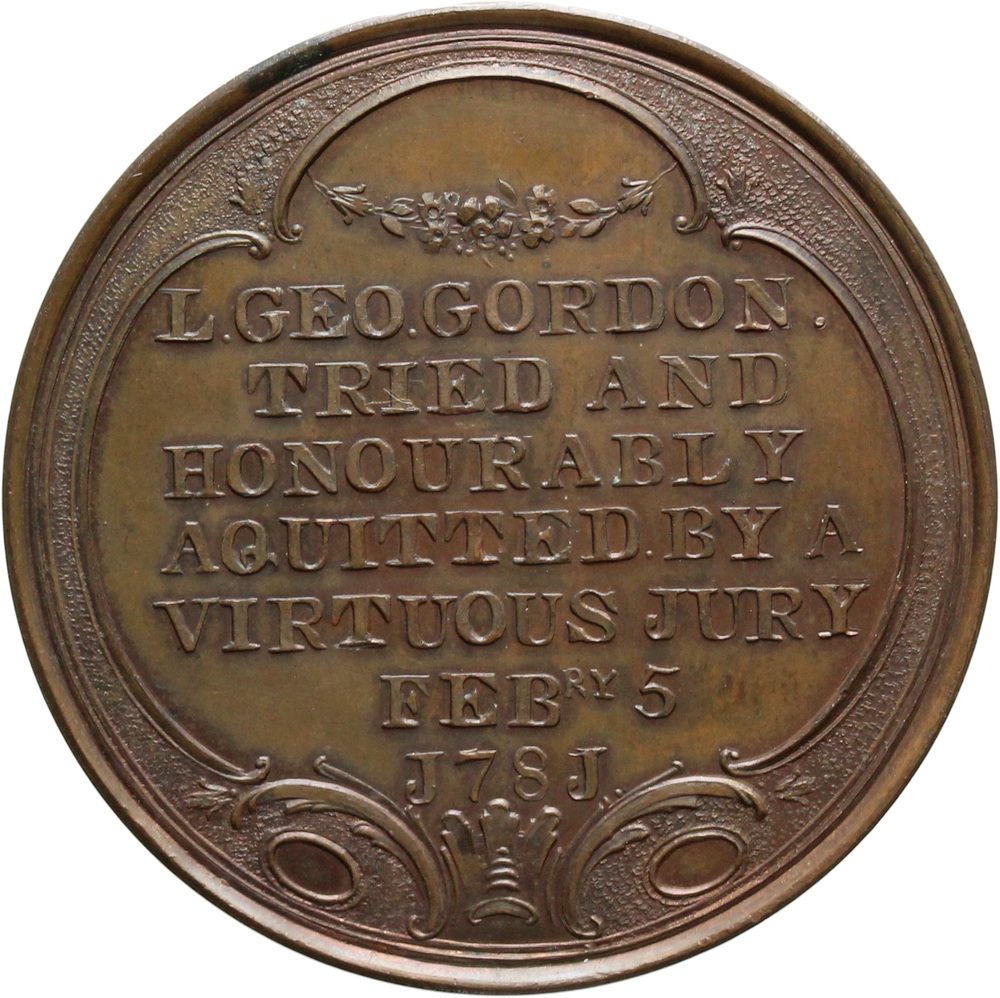 L.GEO.GORDON.
TRIED AND
HONOURABLY
AQUITTED.BY A
VIRTUOUS JURY
FEBRY 5
J78J.